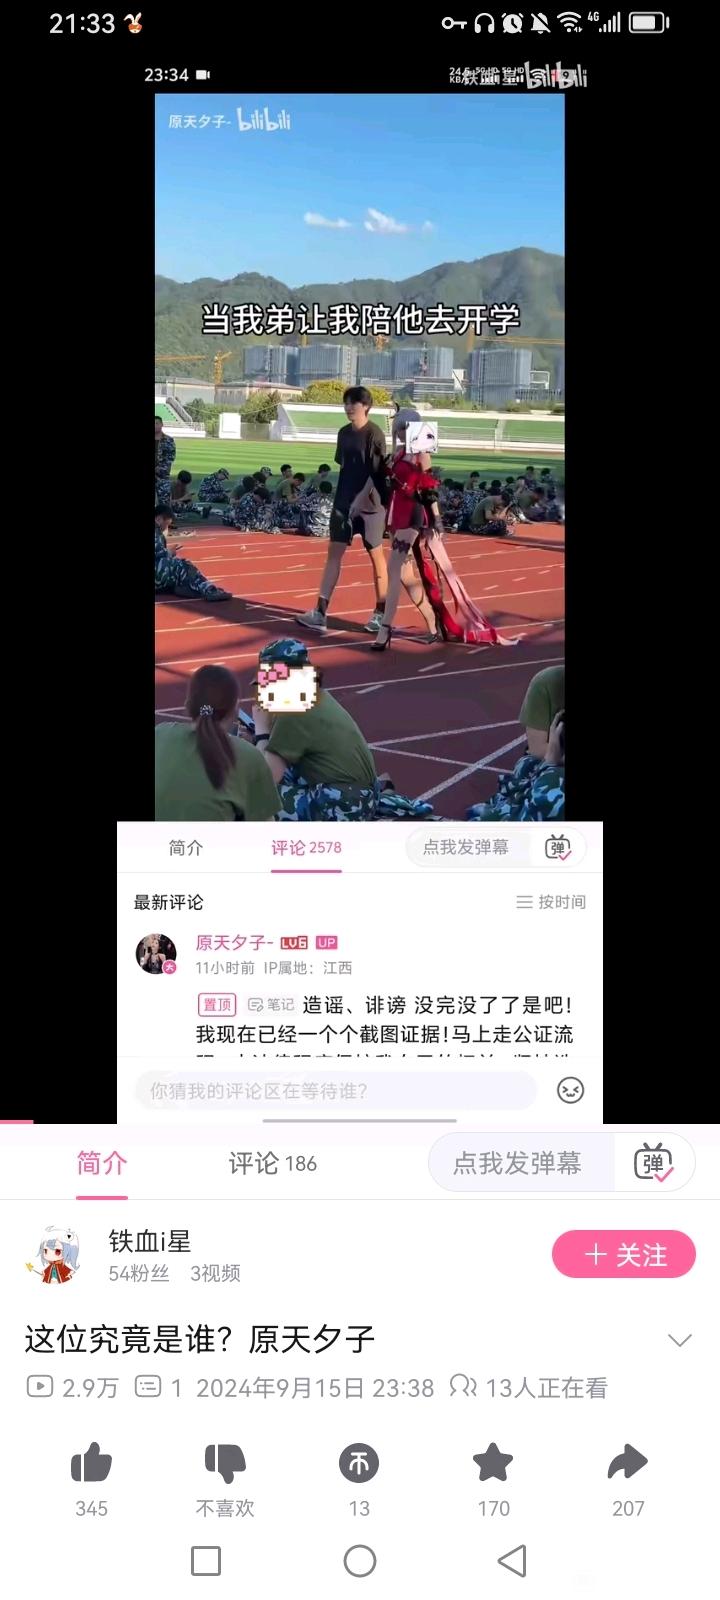 21:33
4G
23:34
铁血i星 bilibili
原天夕子- bilibili
当我弟让我陪他去开学
简介
评论 2578
点我发弹幕
弹
最新评论
按时间
原天夕子- LV6 UP
11小时前 IP属地：江西
置顶 笔记 造谣、诽谤 没完没了了是吧！
我现在已经一个个截图证据！马上走公证流
你猜我的评论区在等待谁？
简介
评论 186
点我发弹幕
弹
铁血i星
54粉丝 3视频
+ 关注
这位究竟是谁？原天夕子
2.9万 1 2024年9月15日 23:38 13人正在看
345 不喜欢 13 170 207